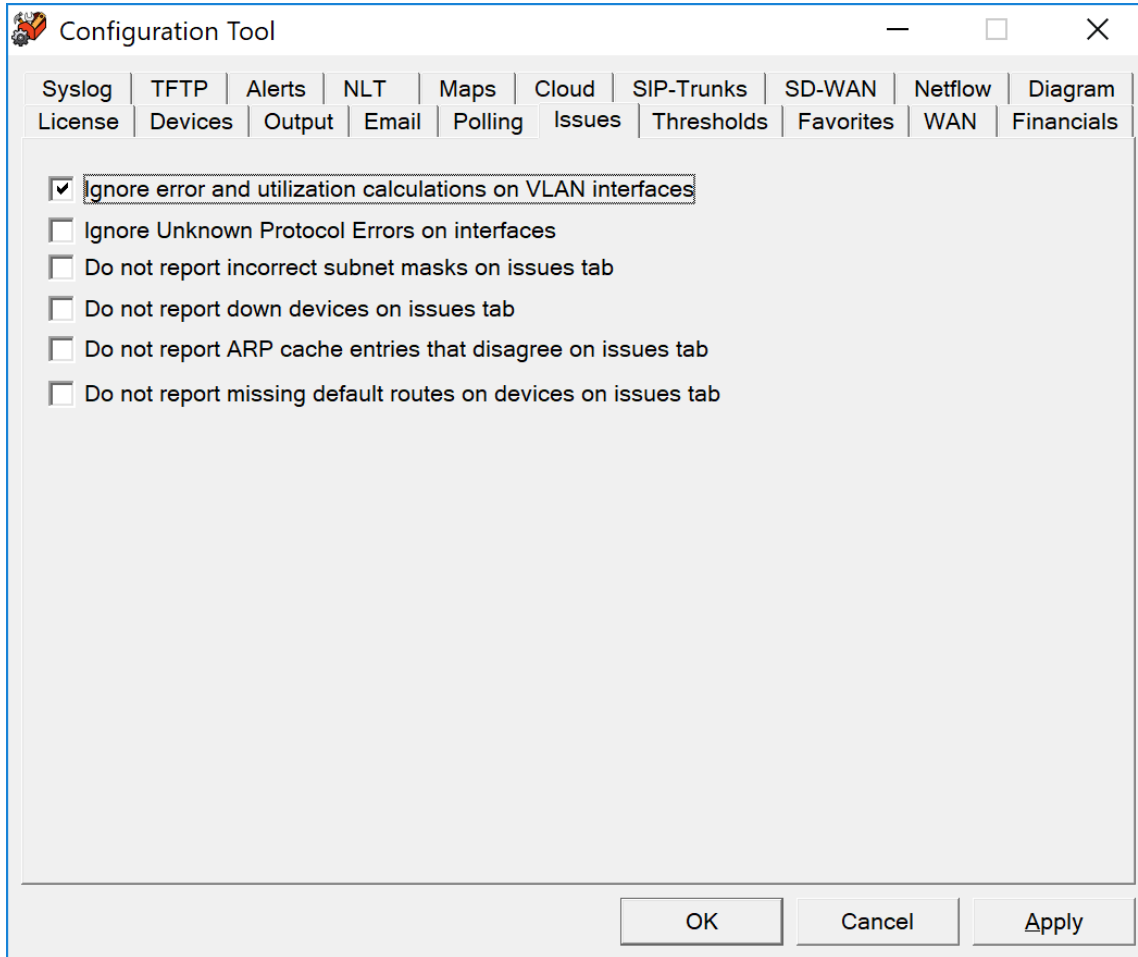 Configuration Tool
Syslog TFTP Alerts NLT Maps Cloud SIP-Trunks SD-WAN Netflow Diagram
License Devices Output Email Polling Issues Thresholds Favorites WAN Financials
Ignore error and utilization calculations on VLAN interfaces
Ignore Unknown Protocol Errors on interfaces
Do not report incorrect subnet masks on issues tab
Do not report down devices on issues tab
Do not report ARP cache entries that disagree on issues tab
Do not report missing default routes on devices on issues tab
OK Cancel Apply